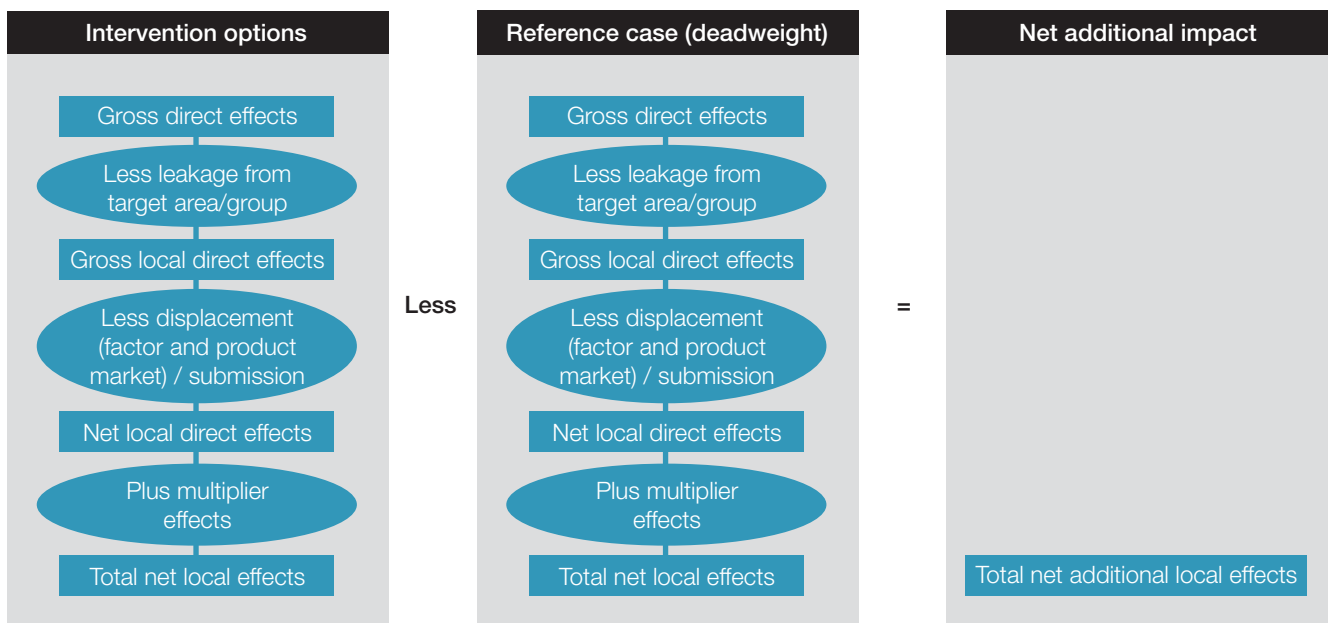 Intervention options
Gross direct effects
Less leakage from
target area/group
Gross local direct effects
Less displacement
(factor and product
market) / submission
Net local direct effects
Plus multiplier
effects
Total net local effects
Less
Reference case (deadweight)
Gross direct effects
Less leakage from
target area/group
Gross local direct effects
Less displacement
(factor and product
market) / submission
Net local direct effects
Plus multiplier
effects
Total net local effects
=
Net additional impact
Total net additional local effects